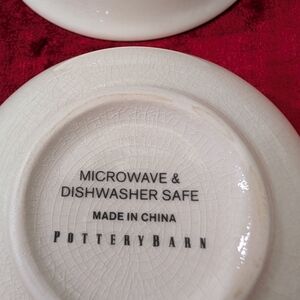 MICROWAVE &
DISHWASHER SAFE
MADE IN CHINA
POTTERYBARN